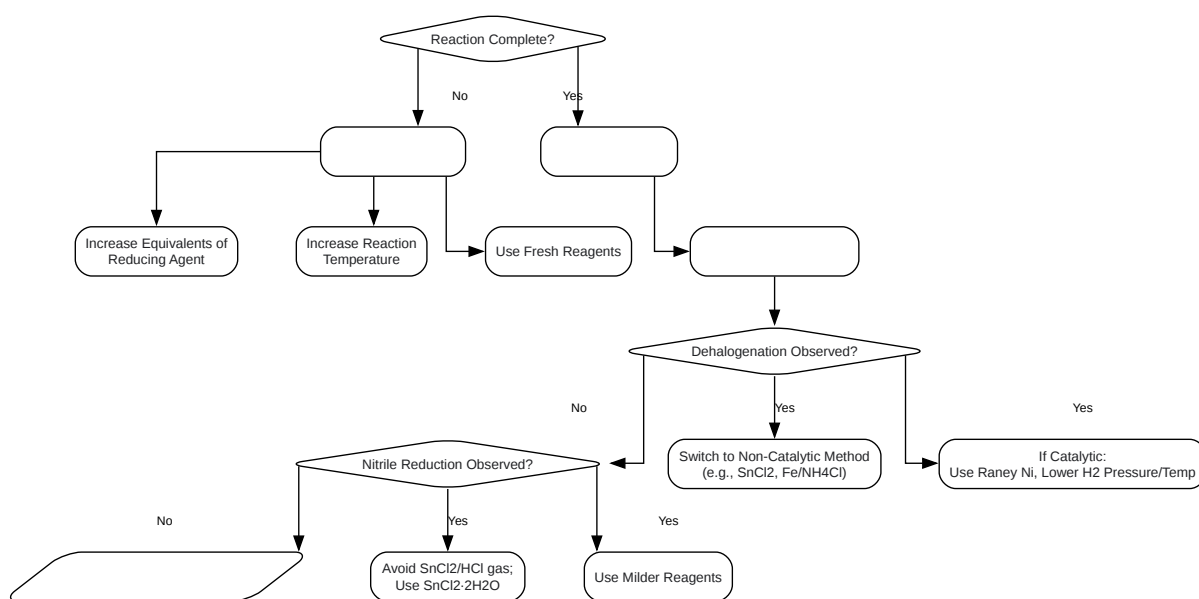 Reaction Complete?
No
Yes
Increase Equivalents of
Reducing Agent
Increase Reaction
Temperature
Use Fresh Reagents
Dehalogenation Observed?
No
Yes
Yes
Nitrile Reduction Observed?
Switch to Non-Catalytic Method
(e.g., SnCl2, Fe/NH4Cl)
If Catalytic:
Use Raney Ni, Lower H2 Pressure/Temp
No
Yes
Yes
Avoid SnCl2/HCl gas;
Use SnCl2·2H2O
Use Milder Reagents